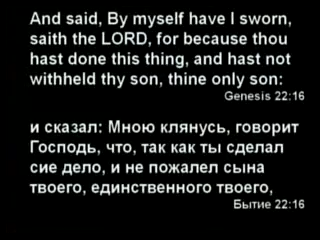 And said, By myself have I sworn,
saith the LORD, for because thou
hast done this thing, and hast not
withheld thy son, thine only son:
Genesis 22:16
и сказал: Мною клянусь, говорит
Господь, что, так как ты сделал
сие дело, и не пожалел сына
твоего, единственного твоего,
Бытие 22:16